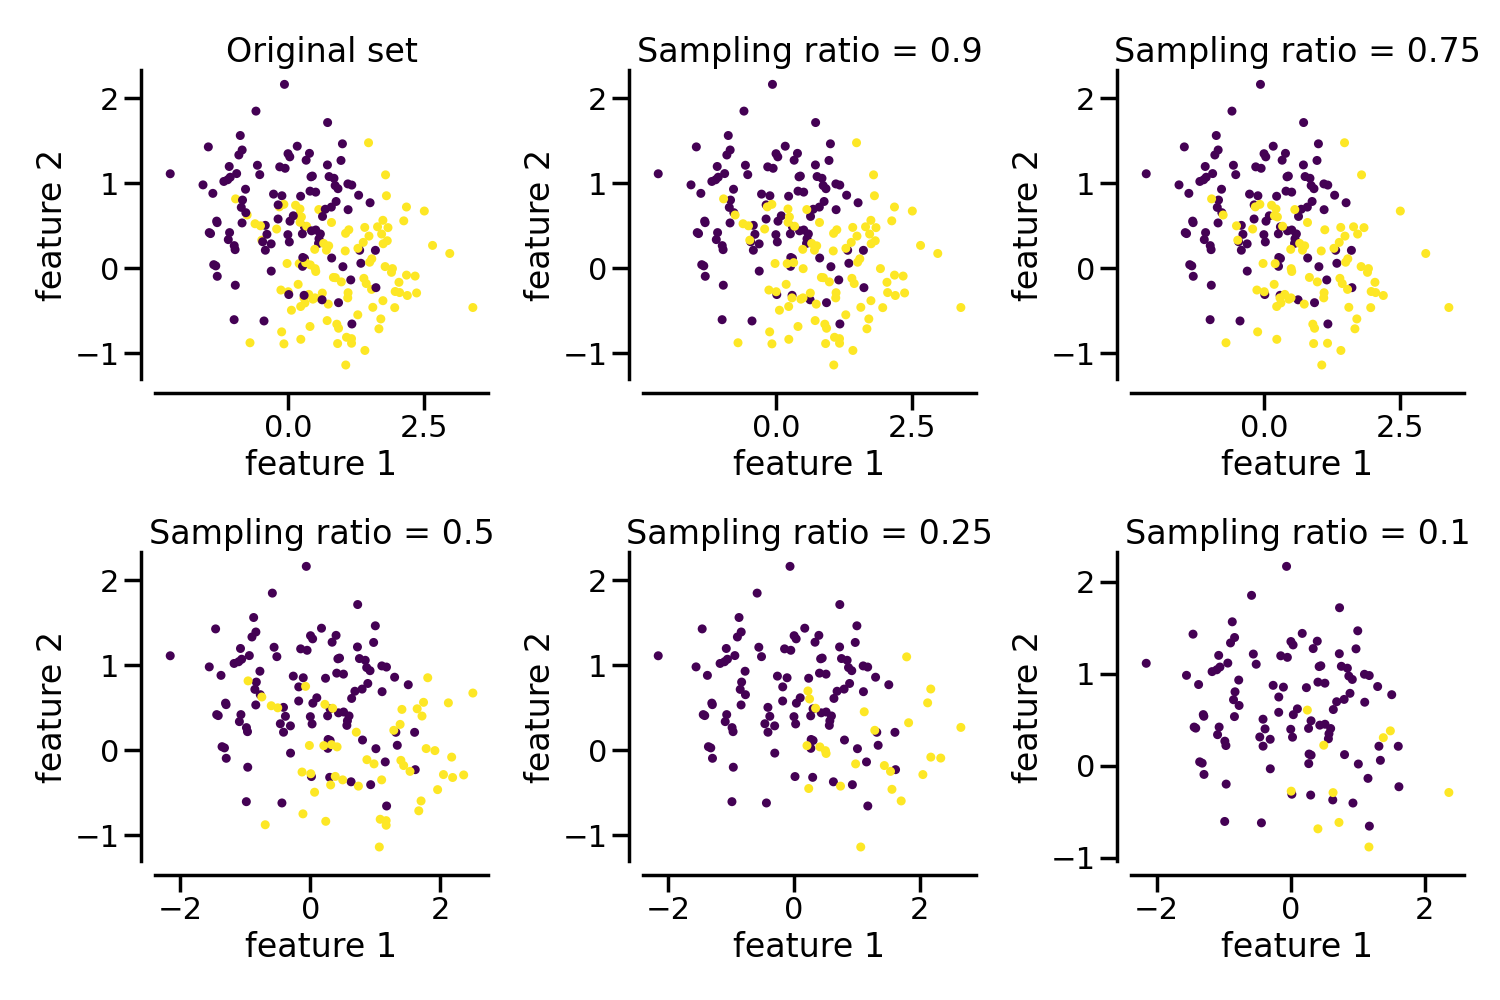 Original set
Sampling ratio = 0.9
Sampling ratio = 0.75
2
1
0
−1
feature 2
0.0
2.5
feature 1
2
1
0
−1
feature 2
0.0
2.5
feature 1
2
1
0
−1
feature 2
0.0
2.5
feature 1
Sampling ratio = 0.5
Sampling ratio = 0.25
Sampling ratio = 0.1
2
1
0
−1
feature 2
−2
0
2
feature 1
2
1
0
−1
feature 2
−2
0
2
feature 1
2
1
0
−1
feature 2
−2
0
2
feature 1